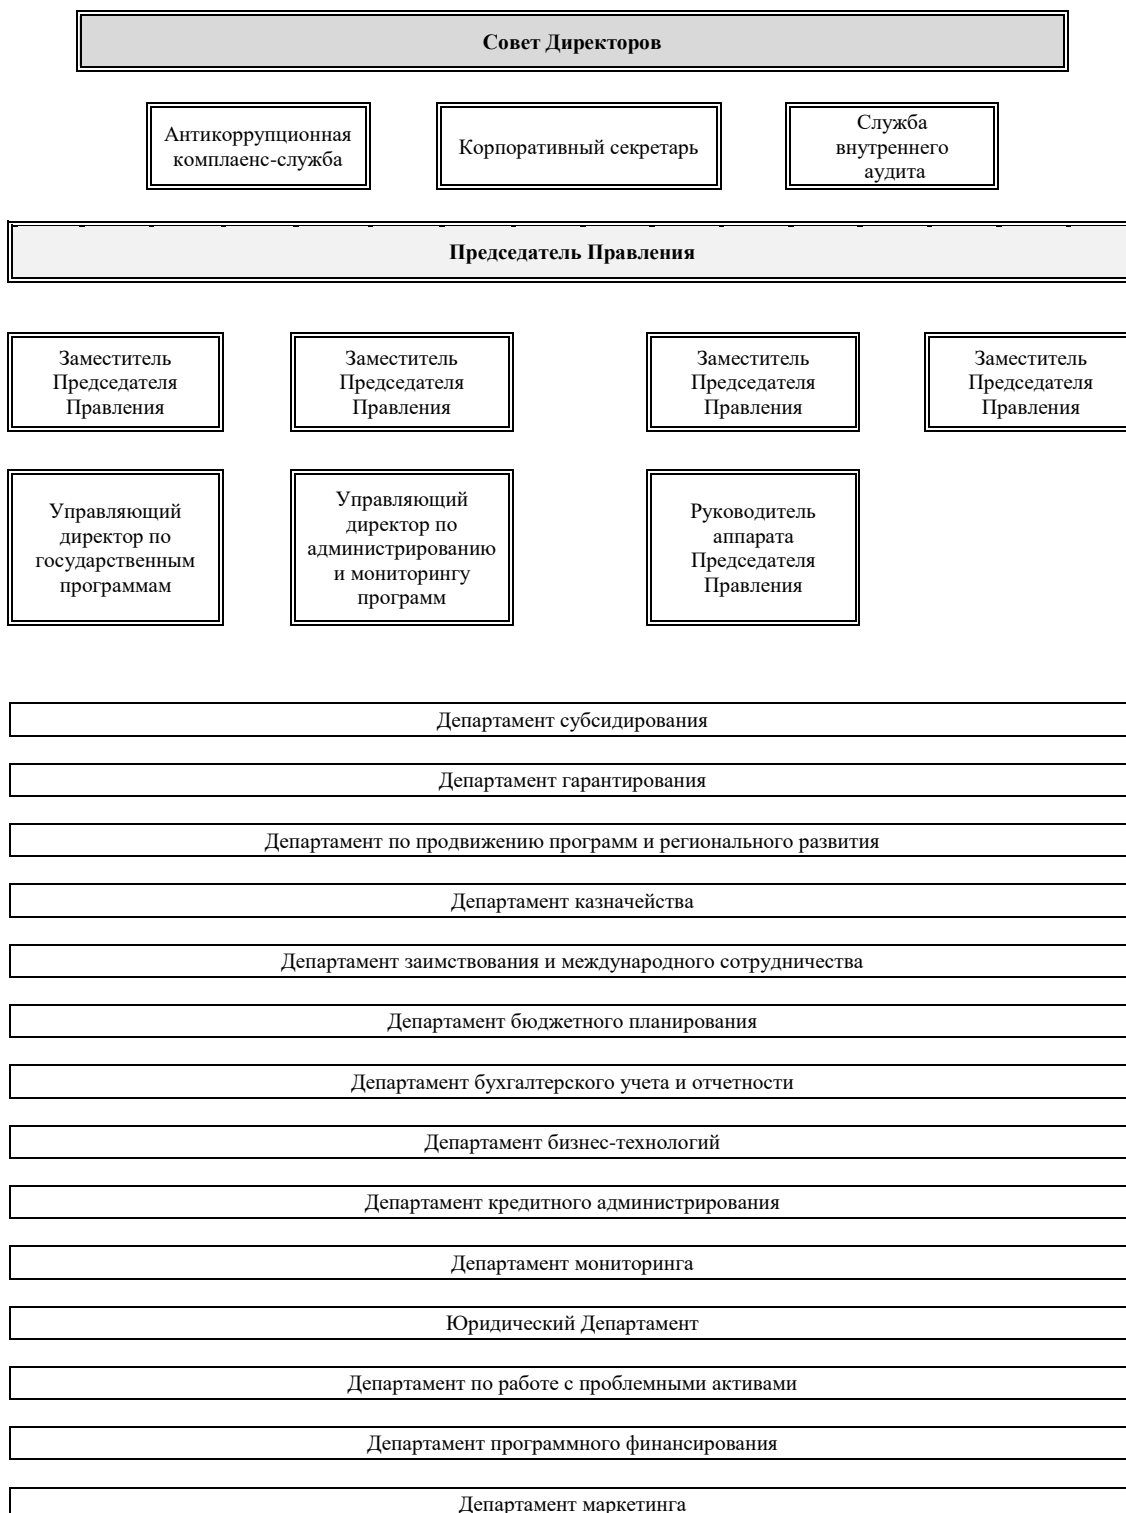 Совет Директоров
Антикоррупционная
комплаенс-служба
Корпоративный секретарь
Служба
внутреннего
аудита
Председатель Правления
Заместитель
Председателя
Правления
Заместитель
Председателя
Правления
Заместитель
Председателя
Правления
Заместитель
Председателя
Правления
Управляющий
директор по
государственным
программам
Управляющий
директор по
администрированию
и мониторингу
программ
Руководитель
аппарата
Председателя
Правления
Департамент субсидирования
Департамент гарантирования
Департамент по продвижению программ и регионального развития
Департамент казначейства
Департамент заимствования и международного сотрудничества
Департамент бюджетного планирования
Департамент бухгалтерского учета и отчетности
Департамент бизнес-технологий
Департамент кредитного администрирования
Департамент мониторинга
Юридический Департамент
Департамент по работе с проблемными активами
Департамент программного финансирования
Департамент маркетинга